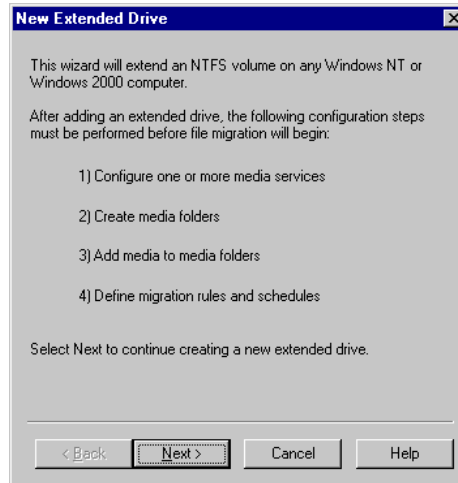 New Extended Drive
This wizard will extend an NTFS volume on any Windows NT or
Windows 2000 computer.
After adding an extended drive, the following configuration steps
must be performed before file migration will begin:
1) Configure one or more media services
2) Create media folders
3) Add media to media folders
4) Define migration rules and schedules
Select Next to continue creating a new extended drive.
< Back Next > Cancel Help